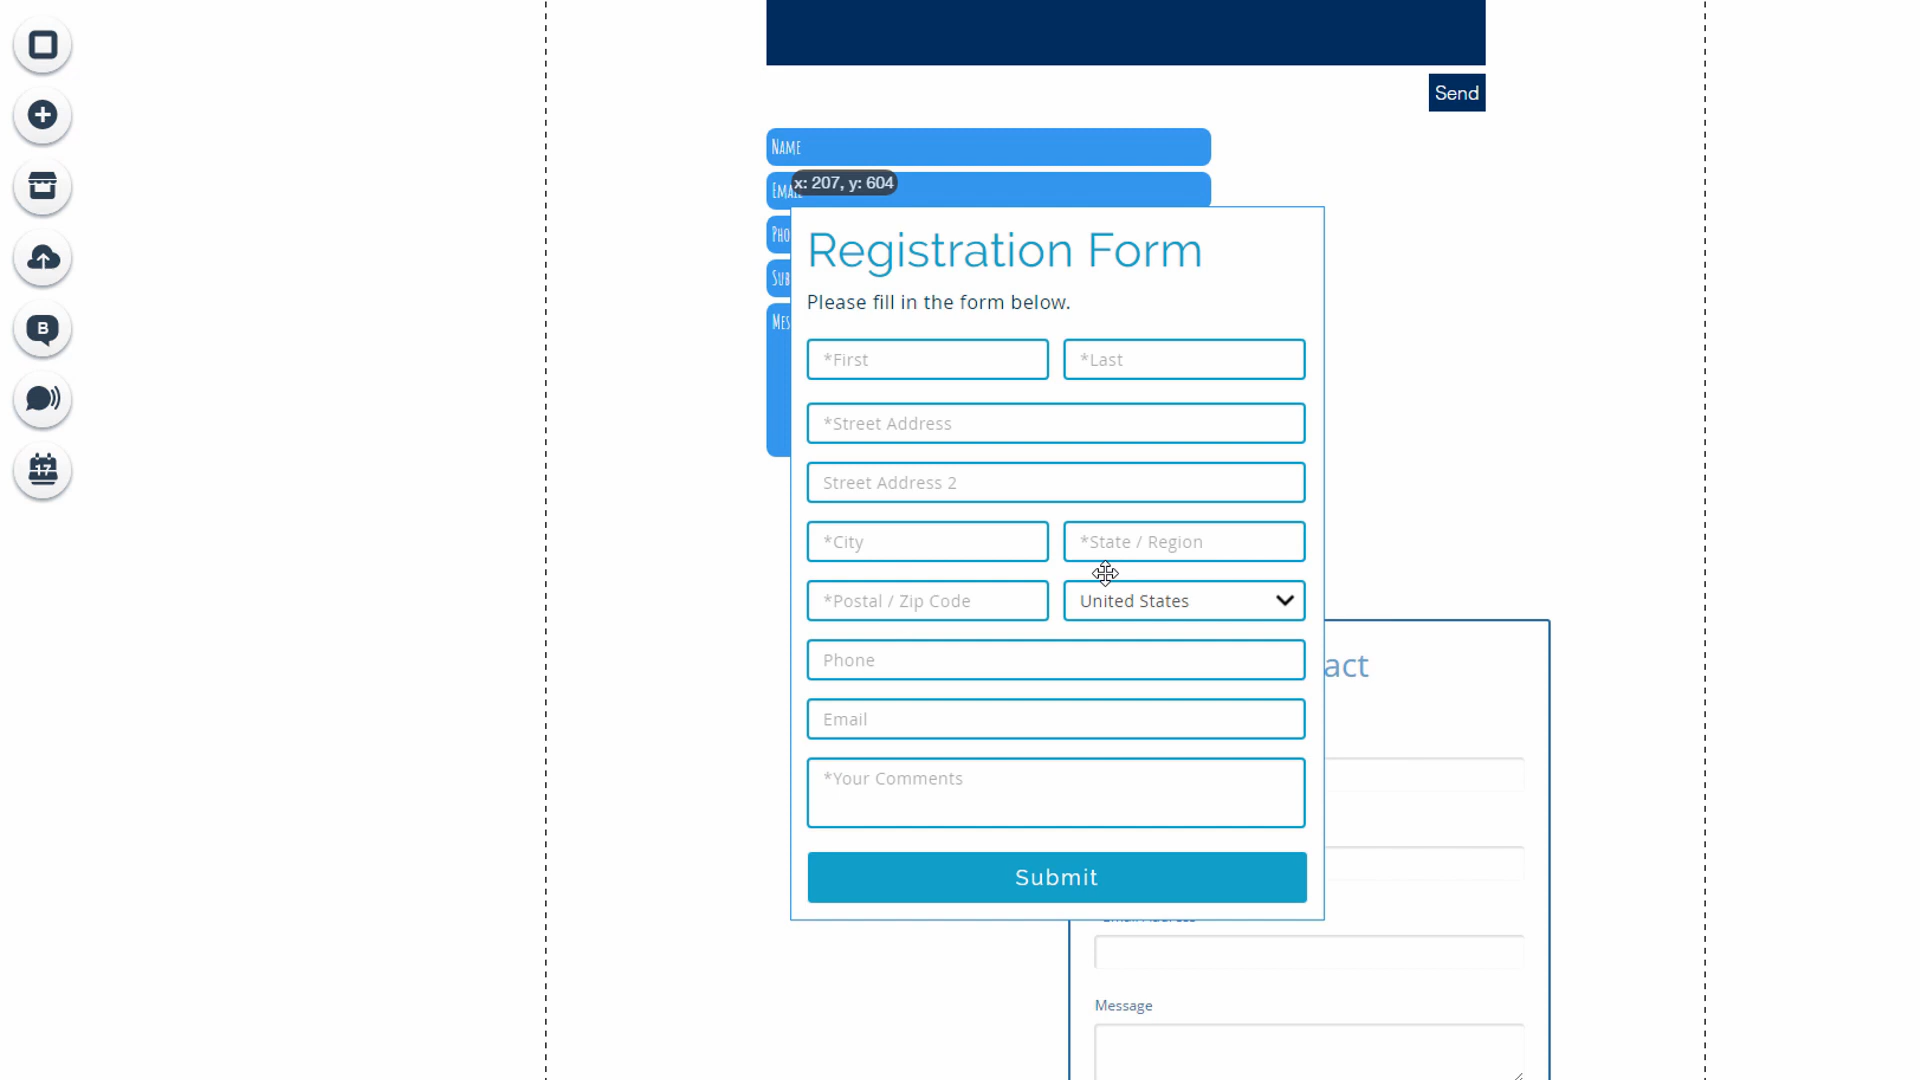 Send
Name
x: 207, y: 604
Registration Form
Please fill in the form below.
*First
*Last
*Street Address
Street Address 2
*City
*State / Region
*Postal / Zip Code
United States
Phone
act
Email
*Your Comments
Submit
Message
B
17